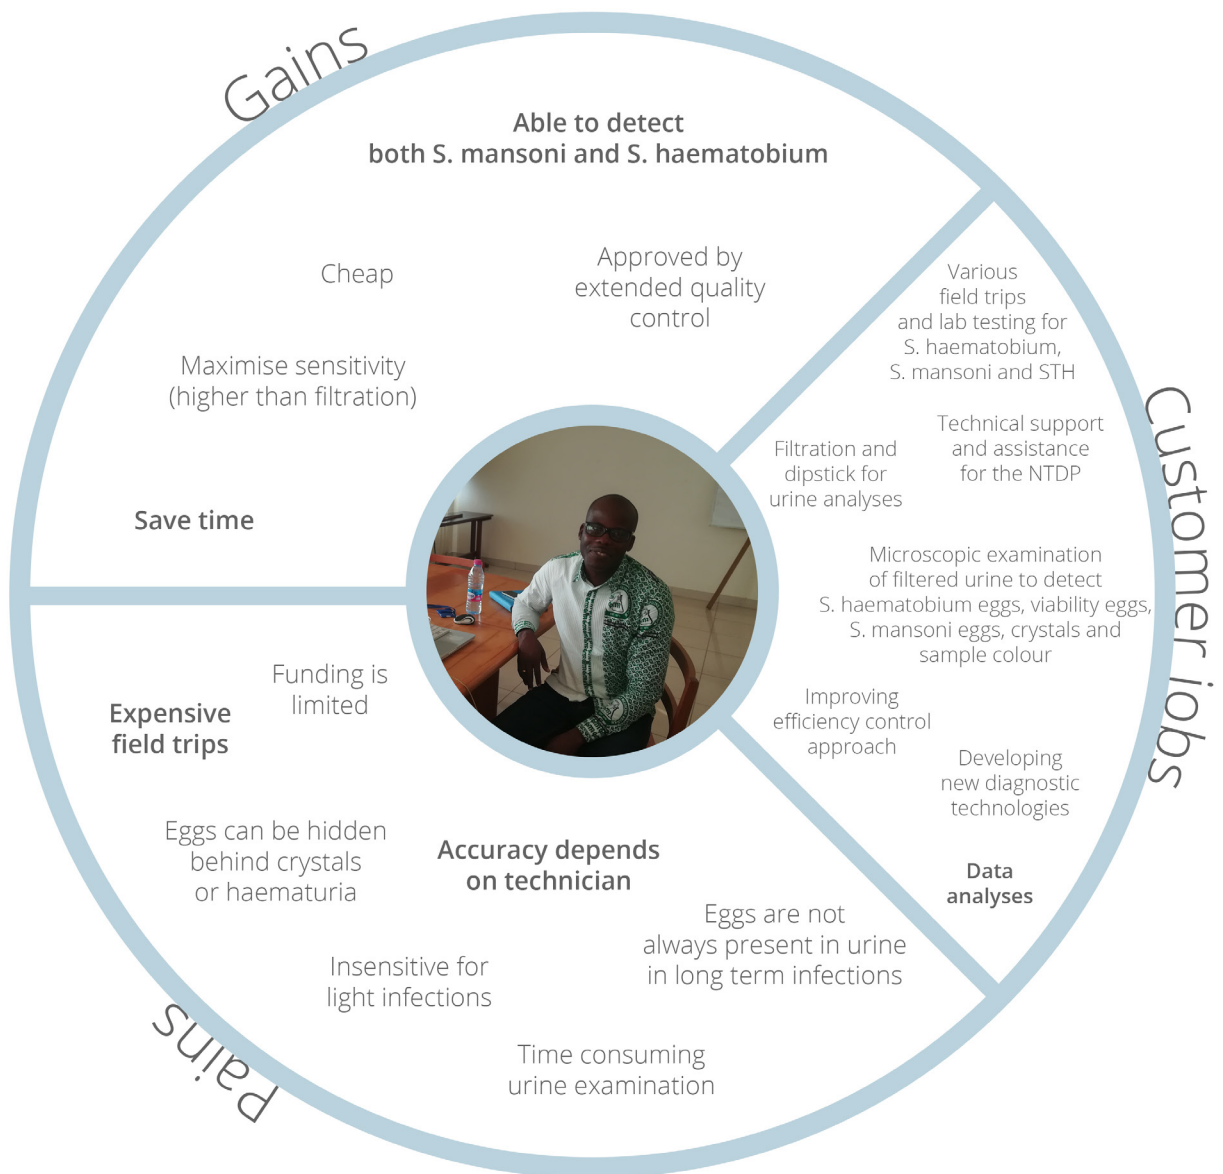 Gains
Able to detect
both S. mansoni and S. haematobium
Cheap
Approved by
extended quality
control
Maximise sensitivity
(higher than filtration)
Save time
Customer jobs
Various
field trips
and lab testing for
S. haematobium,
S. mansoni and STH
Technical support
and assistance
for the NTDP
Filtration and
dipstick for
urine analyses
Microscopic examination
of filtered urine to detect
S. haematobium eggs, viability eggs,
S. mansoni eggs, crystals and
sample colour
Improving
efficiency control
approach
Developing
new diagnostic
technologies
Data
analyses
Pains
Funding is
limited
Expensive
field trips
Eggs can be hidden
behind crystals
or haematuria
Accuracy depends
on technician
Eggs are not
always present in urine
in long term infections
Insensitive for
light infections
Time consuming
urine examination